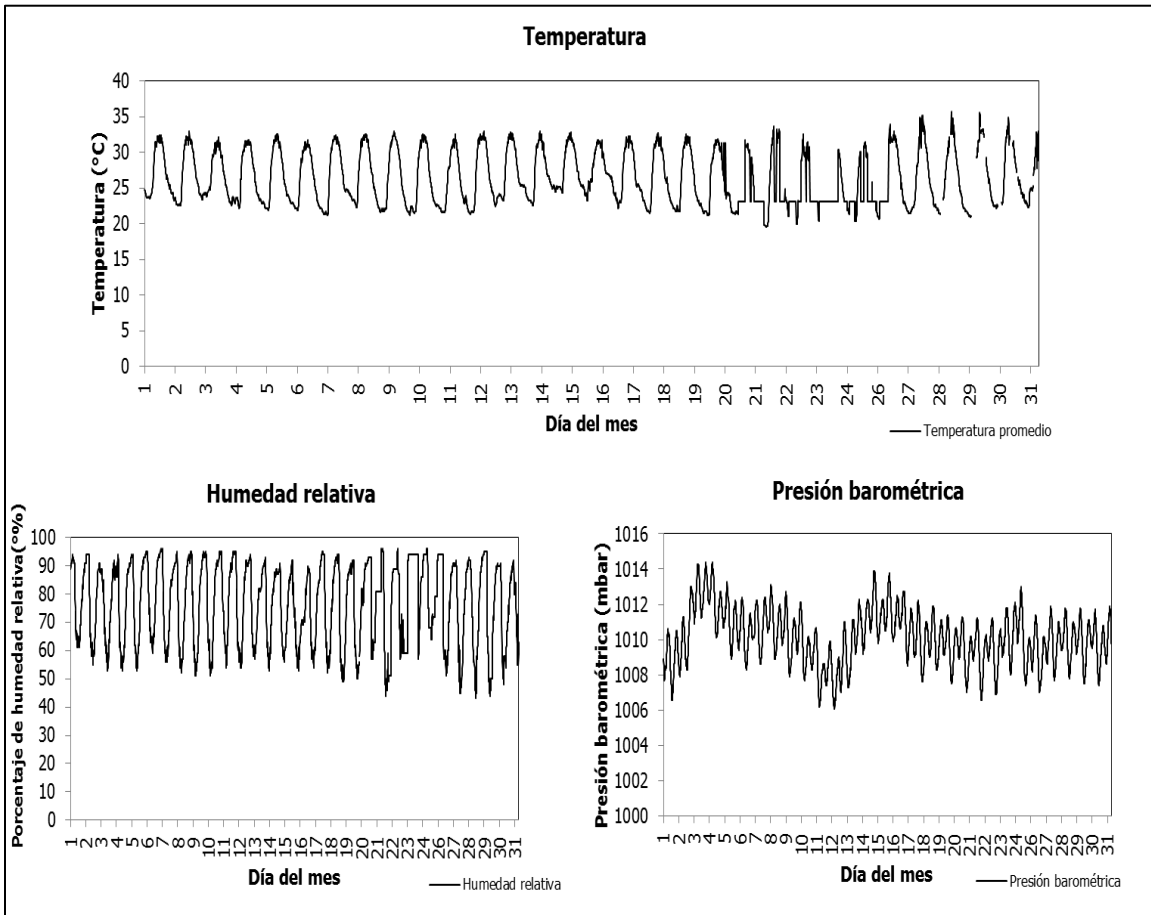 Temperatura
Temperatura (°C)
40
35
30
25
20
15
10
5
0
1 2 3 4 5 6 7 8 9 10 11 12 13 14 15 16 17 18 19 20 21 22 23 24 25 26 27 28 29 31
Día del mes
Temperatura promedio
Humedad relativa
Porcentaje de humedad relativa(°%)
100
90
80
70
60
50
40
30
20
10
0
1 2 3 4 5 6 7 8 9 10 11 12 13 14 15 16 17 18 19 20 21 22 23 24 25 26 27 28 29 30 31
Día del mes
Humedad relativa
Presión barométrica
Presión barométrica (mbar)
1016
1014
1012
1010
1008
1006
1004
1002
1000
1 2 3 4 5 6 7 8 9 10 11 12 13 14 15 16 17 18 19 20 21 22 23 24 25 26 27 28 29 30 31
Día del mes
Presión barométrica